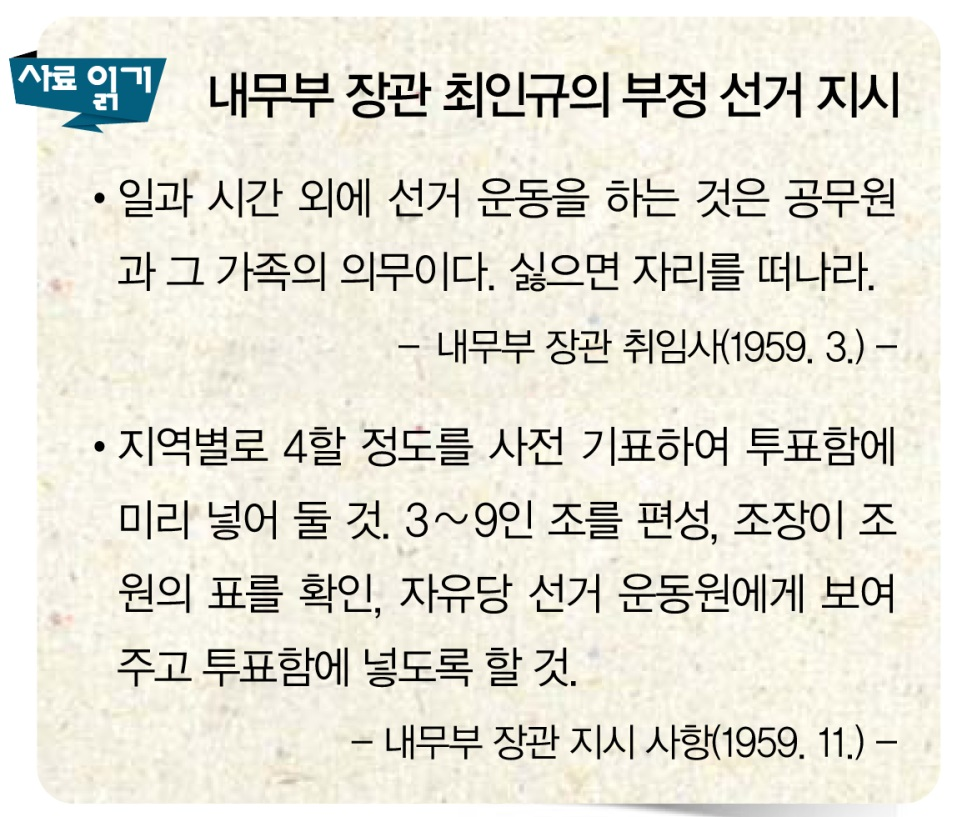 사료 읽기
내무부 장관 최인규의 부정 선거 지시
• 일과 시간 외에 선거 운동을 하는 것은 공무원
과 그 가족의 의무이다. 싫으면 자리를 떠나라.
– 내무부 장관 취임사(1959. 3.) –
• 지역별로 4할 정도를 사전 기표하여 투표함에
미리 넣어 둘 것. 3～9인 조를 편성, 조장이 조
원의 표를 확인, 자유당 선거 운동원에게 보여
주고 투표함에 넣도록 할 것.
– 내무부 장관 지시 사항(1959. 11.) –